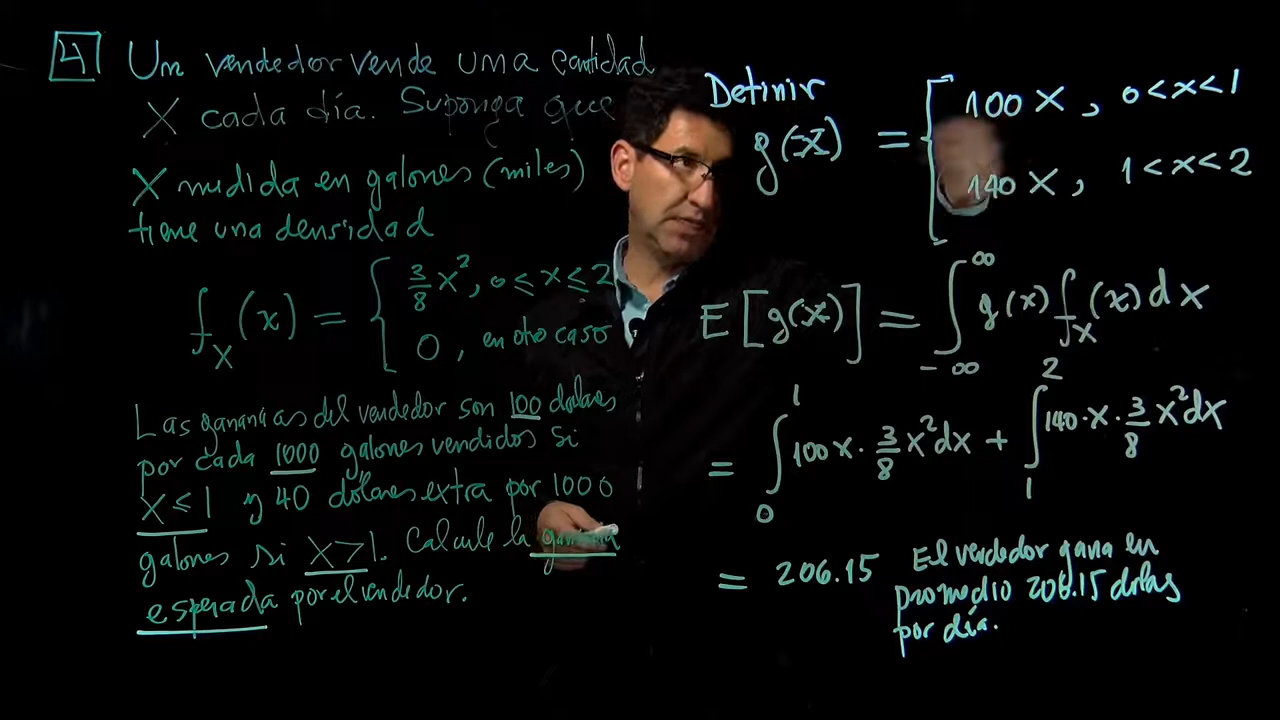 4 Un vendedor vende una cantidad
X cada día. Suponga que
X medida en galones (miles)
tiene una densidad
f_X(x) = { 3/8 x², 0 ≤ x ≤ 2
0, en otro caso
Las ganancias del vendedor son 100 dolares
por cada 1000 galones vendidos si
X ≤ 1 y 40 dólares extra por 1000
galones si X > 1. Calcule la ganancia
esperada por el vendedor.
Definir
g(x) = { 100 X, 0 < x < 1
140 X, 1 < x < 2
E[g(x)] = ∫_{-∞}^{∞} g(x) f_X(x) dx
= ∫_0^1 100x · 3/8 x² dx + ∫_1^2 140·x · 3/8 x² dx
= 206.15 El vendedor gana en
promedio 206.15 dolas
por día.